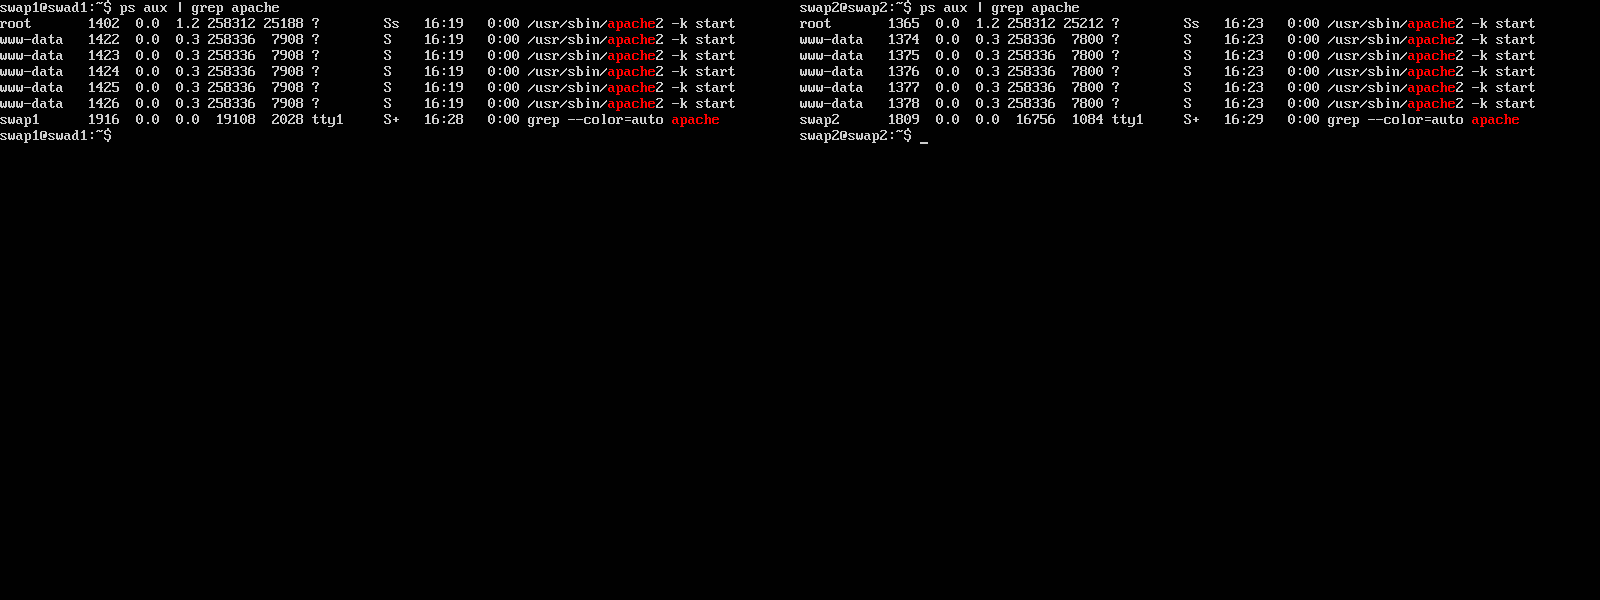 swap1@swad1:~$ ps aux | grep apache
root       1402  0.0  1.2 258312 25188 ?        Ss   16:19   0:00 /usr/sbin/apache2 -k start
www-data   1422  0.0  0.3 258336  7908 ?        S    16:19   0:00 /usr/sbin/apache2 -k start
www-data   1423  0.0  0.3 258336  7908 ?        S    16:19   0:00 /usr/sbin/apache2 -k start
www-data   1424  0.0  0.3 258336  7908 ?        S    16:19   0:00 /usr/sbin/apache2 -k start
www-data   1425  0.0  0.3 258336  7908 ?        S    16:19   0:00 /usr/sbin/apache2 -k start
www-data   1426  0.0  0.3 258336  7908 ?        S    16:19   0:00 /usr/sbin/apache2 -k start
swap1      1916  0.0  0.0  19108  2028 tty1     S+   16:28   0:00 grep --color=auto apache
swap1@swad1:~$
swap2@swap2:~$ ps aux | grep apache
root       1365  0.0  1.2 258312 25212 ?        Ss   16:23   0:00 /usr/sbin/apache2 -k start
www-data   1374  0.0  0.3 258336  7800 ?        S    16:23   0:00 /usr/sbin/apache2 -k start
www-data   1375  0.0  0.3 258336  7800 ?        S    16:23   0:00 /usr/sbin/apache2 -k start
www-data   1376  0.0  0.3 258336  7800 ?        S    16:23   0:00 /usr/sbin/apache2 -k start
www-data   1377  0.0  0.3 258336  7800 ?        S    16:23   0:00 /usr/sbin/apache2 -k start
www-data   1378  0.0  0.3 258336  7800 ?        S    16:23   0:00 /usr/sbin/apache2 -k start
swap2      1809  0.0  0.0  16756  1084 tty1     S+   16:29   0:00 grep --color=auto apache
swap2@swap2:~$ _